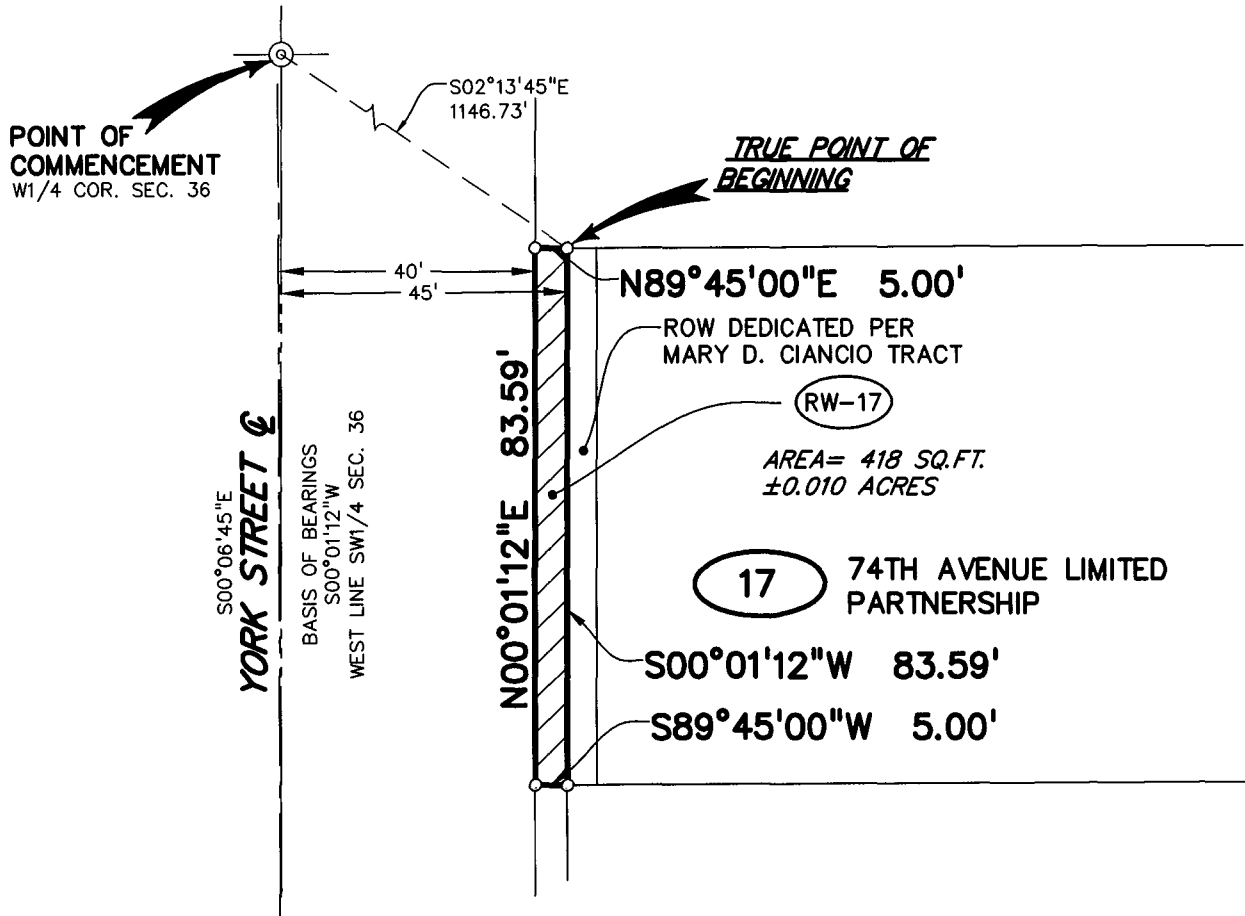 S02°13'45"E
1146.73'
POINT OF
COMMENCEMENT
W1/4 COR. SEC. 36
TRUE POINT OF
BEGINNING
40'
45'
N89°45'00"E 5.00'
ROW DEDICATED PER
MARY D. CIANCIO TRACT
RW-17
AREA= 418 SQ.FT.
±0.010 ACRES
S00°06'45"E
YORK STREET ℄
BASIS OF BEARINGS
S00°01'12"W
WEST LINE SW1/4 SEC. 36
N00°01'12"E 83.59'
17
74TH AVENUE LIMITED
PARTNERSHIP
S00°01'12"W 83.59'
S89°45'00"W 5.00'